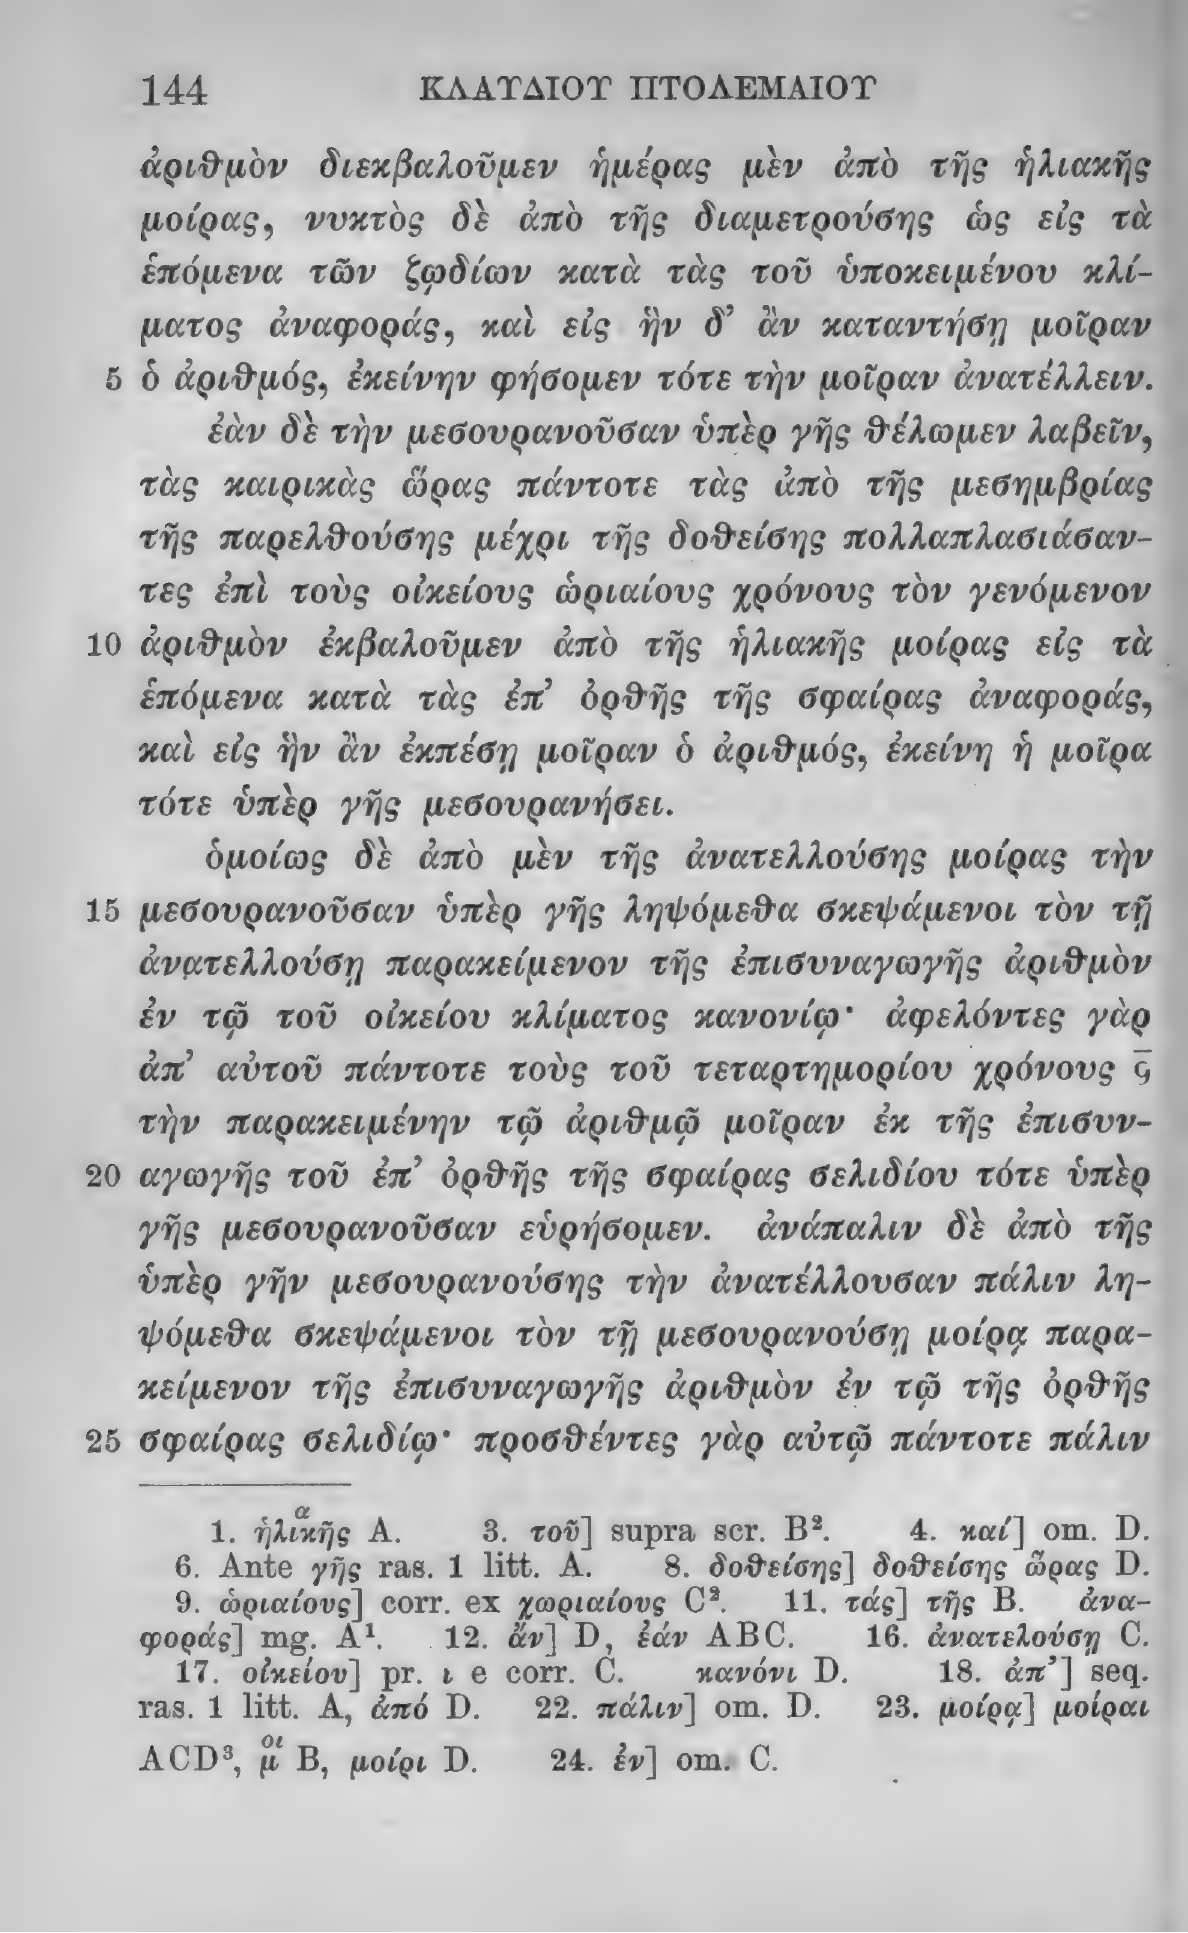 144 ΚΛΑΥΔΙΟΥ ΠΤΟΛΕΜΑΙΟΥ
ἀριθμὸν διεκβαλοῦμεν ἡμέρας μὲν ἀπὸ τῆς ἡλιακῆς
μοίρας, νυκτὸς δὲ ἀπὸ τῆς διαμετρούσης ὡς εἰς τὰ
ἑπόμενα τῶν ζῳδίων κατὰ τὰς τοῦ ὑποκειμένου κλί-
ματος ἀναφοράς, καὶ εἰς ἣν δ’ ἂν καταντήσῃ μοῖραν
5 ὁ ἀριθμός, ἐκείνην φήσομεν τότε τὴν μοῖραν ἀνατέλλειν.
ἐὰν δὲ τὴν μεσουρανοῦσαν ὑπὲρ γῆς θέλωμεν λαβεῖν,
τὰς καιρικὰς ὥρας πάντοτε τὰς ἀπὸ τῆς μεσημβρίας
τῆς παρελθούσης μέχρι τῆς δοθείσης πολλαπλασιάσαν-
τες ἐπὶ τοὺς οἰκείους ὡριαίους χρόνους τὸν γενόμενον
10 ἀριθμὸν ἐκβαλοῦμεν ἀπὸ τῆς ἡλιακῆς μοίρας εἰς τὰ
ἑπόμενα κατὰ τὰς ἐπ’ ὀρθῆς τῆς σφαίρας ἀναφοράς,
καὶ εἰς ἣν ἂν ἐκπέσῃ μοῖραν ὁ ἀριθμός, ἐκείνη ἡ μοῖρα
τότε ὑπὲρ γῆς μεσουρανήσει.
ὁμοίως δὲ ἀπὸ μὲν τῆς ἀνατελλούσης μοίρας τὴν
15 μεσουρανοῦσαν ὑπὲρ γῆς ληψόμεθα σκεψάμενοι τὸν τῇ
ἀνατελλούσῃ παρακείμενον τῆς ἐπισυναγωγῆς ἀριθμὸν
ἐν τῷ τοῦ οἰκείου κλίματος κανονίῳ· ἀφελόντες γὰρ
ἀπ’ αὐτοῦ πάντοτε τοὺς τοῦ τεταρτημορίου χρόνους ϟ̄
τὴν παρακειμένην τῷ ἀριθμῷ μοῖραν ἐκ τῆς ἐπισυν-
20 αγωγῆς τοῦ ἐπ’ ὀρθῆς τῆς σφαίρας σελιδίου τότε ὑπὲρ
γῆς μεσουρανοῦσαν εὑρήσομεν. ἀνάπαλιν δὲ ἀπὸ τῆς
ὑπὲρ γῆν μεσουρανούσης τὴν ἀνατέλλουσαν πάλιν λη-
ψόμεθα σκεψάμενοι τὸν τῇ μεσουρανούσῃ μοίρᾳ παρα-
κείμενον τῆς ἐπισυναγωγῆς ἀριθμὸν ἐν τῷ τῆς ὀρθῆς
25 σφαίρας σελιδίῳ· προσθέντες γὰρ αὐτῷ πάντοτε πάλιν
1. ἡλικῆς A. 3. τοῦ] supra scr. B². 4. καί] om. D.
6. Ante γῆς ras. 1 litt. A. 8. δοθείσης] δοθείσης ὥρας D.
9. ὡριαίους] corr. ex χωριαίους C². 11. τάς] τῆς B. ἀνα-
φοράς] mg. A¹. 12. ἄν] D, ἐάν ABC. 16. ἀνατελούσῃ C.
17. οἰκείου] pr. ι e corr. C. κανόνι D. 18. ἀπ’] seq.
ras. 1 litt. A, ἀπό D. 22. πάλιν] om. D. 23. μοίρᾳ] μοίραι
ACD³, μ οι B, μοίρι D. 24. ἐν] om. C.